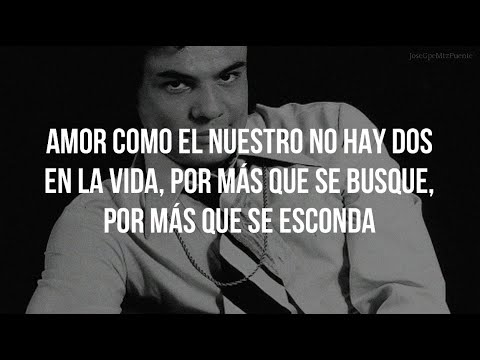 JoseGpeMtzPuente
AMOR COMO EL NUESTRO NO HAY DOS
EN LA VIDA, POR MÁS QUE SE BUSQUE,
POR MÁS QUE SE ESCONDA